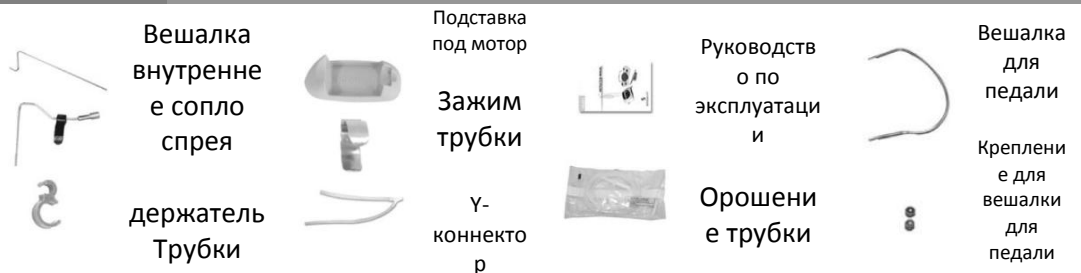 Вешалка
внутренне
е сопло
спрея
держатель
Трубки
Подставка
под мотор
Зажим
трубки
Y-
коннекто
р
Руководств
о по
эксплуатаци
и
Орошени
е трубки
Вешалка
для
педали
Креплени
е для
вешалки
для
педали